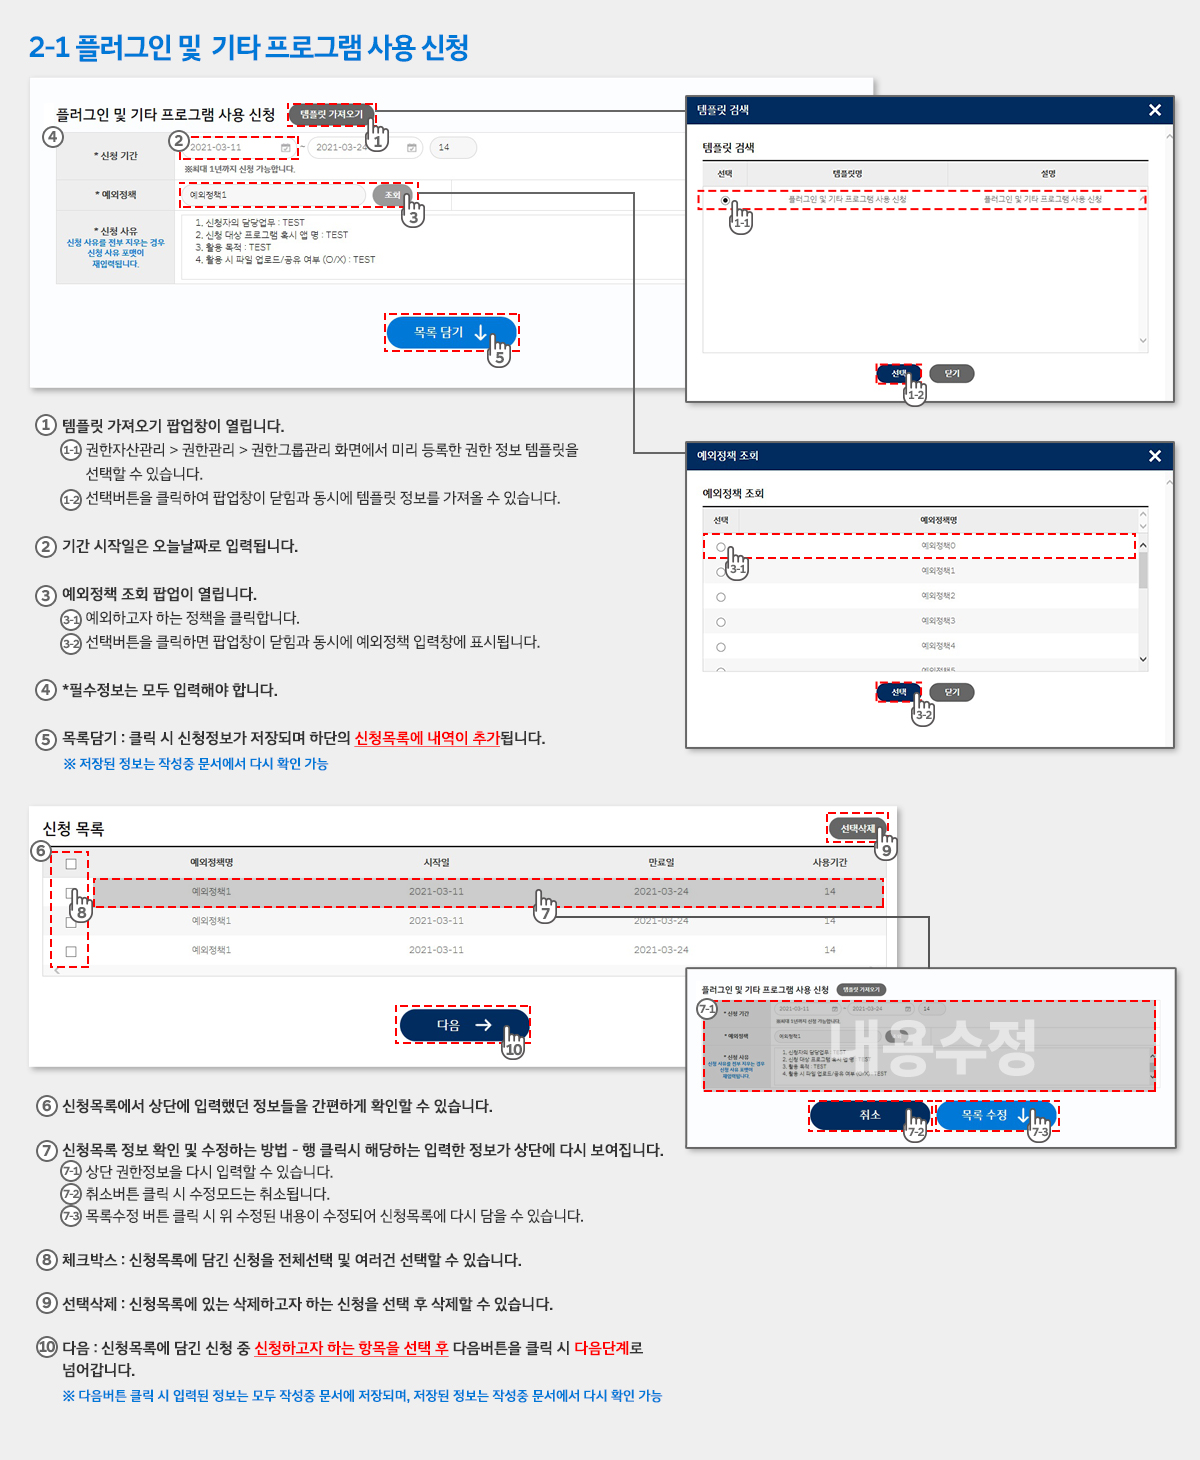 2-1 플러그인 및 기타 프로그램 사용 신청
플러그인 및 기타 프로그램 사용 신청
템플릿 가져오기
1
4
* 신청 기간
2
2021-03-11
~
2021-03-24
14
※최대 1년까지 신청 가능합니다.
* 예외정책
예외정책1
조회
3
* 신청 사유
신청 사유를 전부 지우는 경우
신청 사유 포맷이
재입력됩니다.
1. 신청자의 담당업무 : TEST
2. 신청 대상 프로그램 혹시 앱 명 : TEST
3. 활용 목적 : TEST
4. 활용 시 파일 업로드/공유 여부 (O/X) : TEST
목록 담기 ↓
5
템플릿 검색
템플릿 검색
선택
템플릿명
설명
플러그인 및 기타 프로그램 사용 신청
플러그인 및 기타 프로그램 사용 신청
1-1
선택
닫기
1-2
예외정책 조회
예외정책 조회
선택
예외정책명
예외정책0
3-1
예외정책1
예외정책2
예외정책3
예외정책4
예외정책5
선택
닫기
3-2
1 템플릿 가져오기 팝업창이 열립니다.
1-1 권한자산관리 > 권한관리 > 권한그룹관리 화면에서 미리 등록한 권한 정보 템플릿을
선택할 수 있습니다.
1-2 선택버튼을 클릭하여 팝업창이 닫힘과 동시에 템플릿 정보를 가져올 수 있습니다.
2 기간 시작일은 오늘날짜로 입력됩니다.
3 예외정책 조회 팝업이 열립니다.
3-1 예외하고자 하는 정책을 클릭합니다.
3-2 선택버튼을 클릭하면 팝업창이 닫힘과 동시에 예외정책 입력창에 표시됩니다.
4 *필수정보는 모두 입력해야 합니다.
5 목록담기 : 클릭 시 신청정보가 저장되며 하단의 신청목록에 내역이 추가됩니다.
※ 저장된 정보는 작성중 문서에서 다시 확인 가능
신청 목록
선택삭제
9
6
예외정책명
시작일
만료일
사용기간
8
예외정책1
2021-03-11
2021-03-24
14
7
예외정책1
2021-03-11
2021-03-24
14
예외정책1
2021-03-11
2021-03-24
14
다음 →
10
플러그인 및 기타 프로그램 사용 신청
템플릿 가져오기
7-1
* 신청 기간
2021-03-11
~
2021-03-24
14
※최대 1년까지 신청 가능합니다.
* 예외정책
예외정책1
* 신청 사유
신청 사유를 전부 지우는 경우
신청 사유 포맷이
재입력됩니다.
1. 신청자의 담당업무 : TEST
2. 신청 대상 프로그램 혹시 앱 명 : TEST
3. 활용 목적 : TEST
4. 활용 시 파일 업로드/공유 여부 (O/X) : TEST
내용수정
취소
7-2
목록 수정 ↓
7-3
6 신청목록에서 상단에 입력했던 정보들을 간편하게 확인할 수 있습니다.
7 신청목록 정보 확인 및 수정하는 방법 - 행 클릭시 해당하는 입력한 정보가 상단에 다시 보여집니다.
7-1 상단 권한정보를 다시 입력할 수 있습니다.
7-2 취소버튼 클릭 시 수정모드는 취소됩니다.
7-3 목록수정 버튼 클릭 시 위 수정된 내용이 수정되어 신청목록에 다시 담을 수 있습니다.
8 체크박스 : 신청목록에 담긴 신청을 전체선택 및 여러건 선택할 수 있습니다.
9 선택삭제 : 신청목록에 있는 삭제하고자 하는 신청을 선택 후 삭제할 수 있습니다.
10 다음 : 신청목록에 담긴 신청 중 신청하고자 하는 항목을 선택 후 다음버튼을 클릭 시 다음단계로
넘어갑니다.
※ 다음버튼 클릭 시 입력된 정보는 모두 작성중 문서에 저장되며, 저장된 정보는 작성중 문서에서 다시 확인 가능